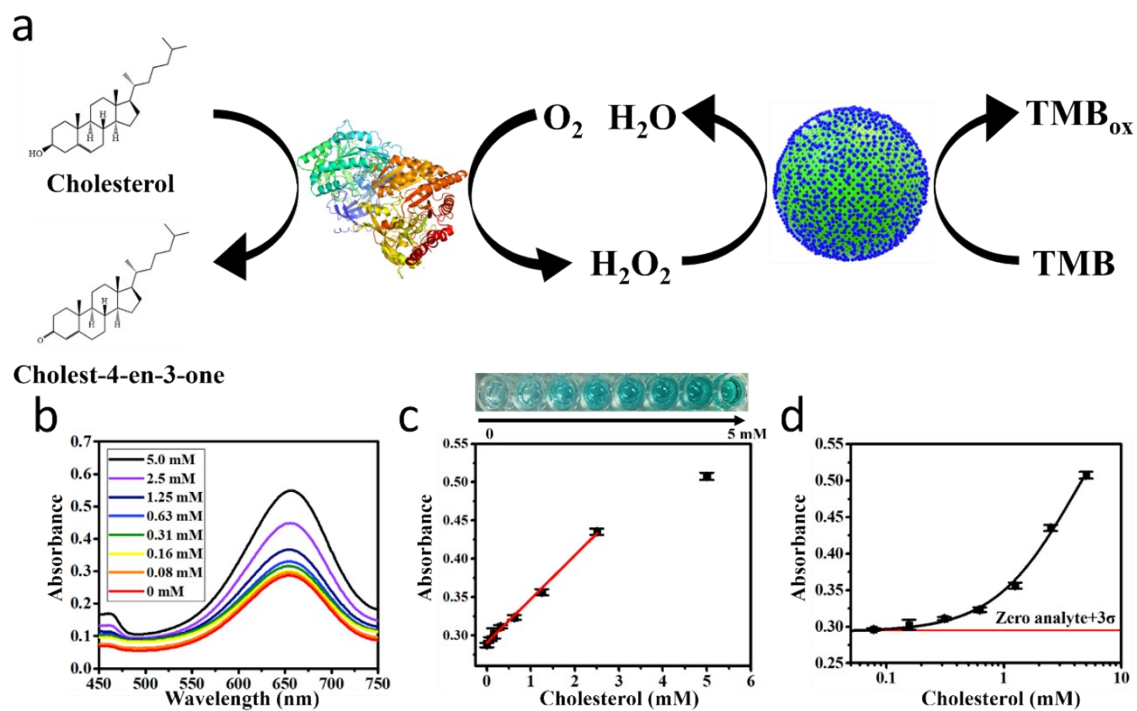 a
O₂ H₂O
TMBox
HO
Cholesterol
H
H
H
H₂O₂
TMB
O
H
H
H
Cholest-4-en-3-one
b
0.7
0.6
0.5
0.4
0.3
0.2
0.1
0.0
Absorbance
5.0 mM
2.5 mM
1.25 mM
0.63 mM
0.31 mM
0.16 mM
0.08 mM
0 mM
450 500 550 600 650 700 750
Wavelength (nm)
c
0
5 mM
0.55
0.50
0.45
0.40
0.35
0.30
Absorbance
0 1 2 3 4 5 6
Cholesterol (mM)
d
0.55
0.50
0.45
0.40
0.35
0.30
0.25
Absorbance
Zero analyte+3σ
0.1 1 10
Cholesterol (mM)